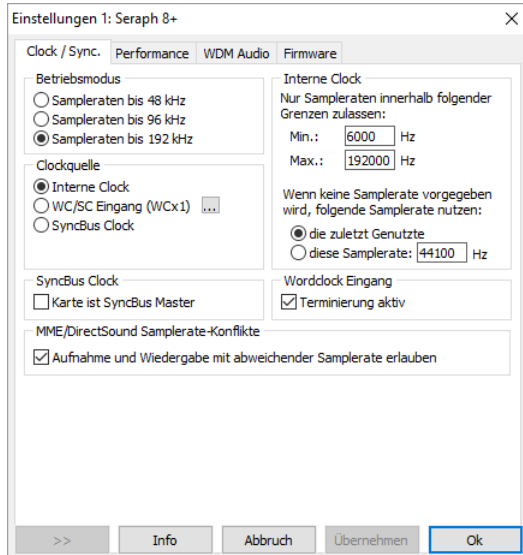 Einstellungen 1: Seraph 8+
Clock / Sync. Performance WDM Audio Firmware
Betriebsmodus
Sampleraten bis 48 kHz
Sampleraten bis 96 kHz
Sampleraten bis 192 kHz
Clockquelle
Interne Clock
WC/SC Eingang (WCx1) ...
SyncBus Clock
Interne Clock
Nur Sampleraten innerhalb folgender
Grenzen zulassen:
Min.: 6000 Hz
Max.: 192000 Hz
Wenn keine Samplerate vorgegeben
wird, folgende Samplerate nutzen:
die zuletzt Genutzte
diese Samplerate: 44100 Hz
SyncBus Clock
Karte ist SyncBus Master
Wordclock Eingang
Terminierung aktiv
MME/DirectSound Samplerate-Konflikte
Aufnahme und Wiedergabe mit abweichender Samplerate erlauben
>> Info Abbruch Übernehmen Ok